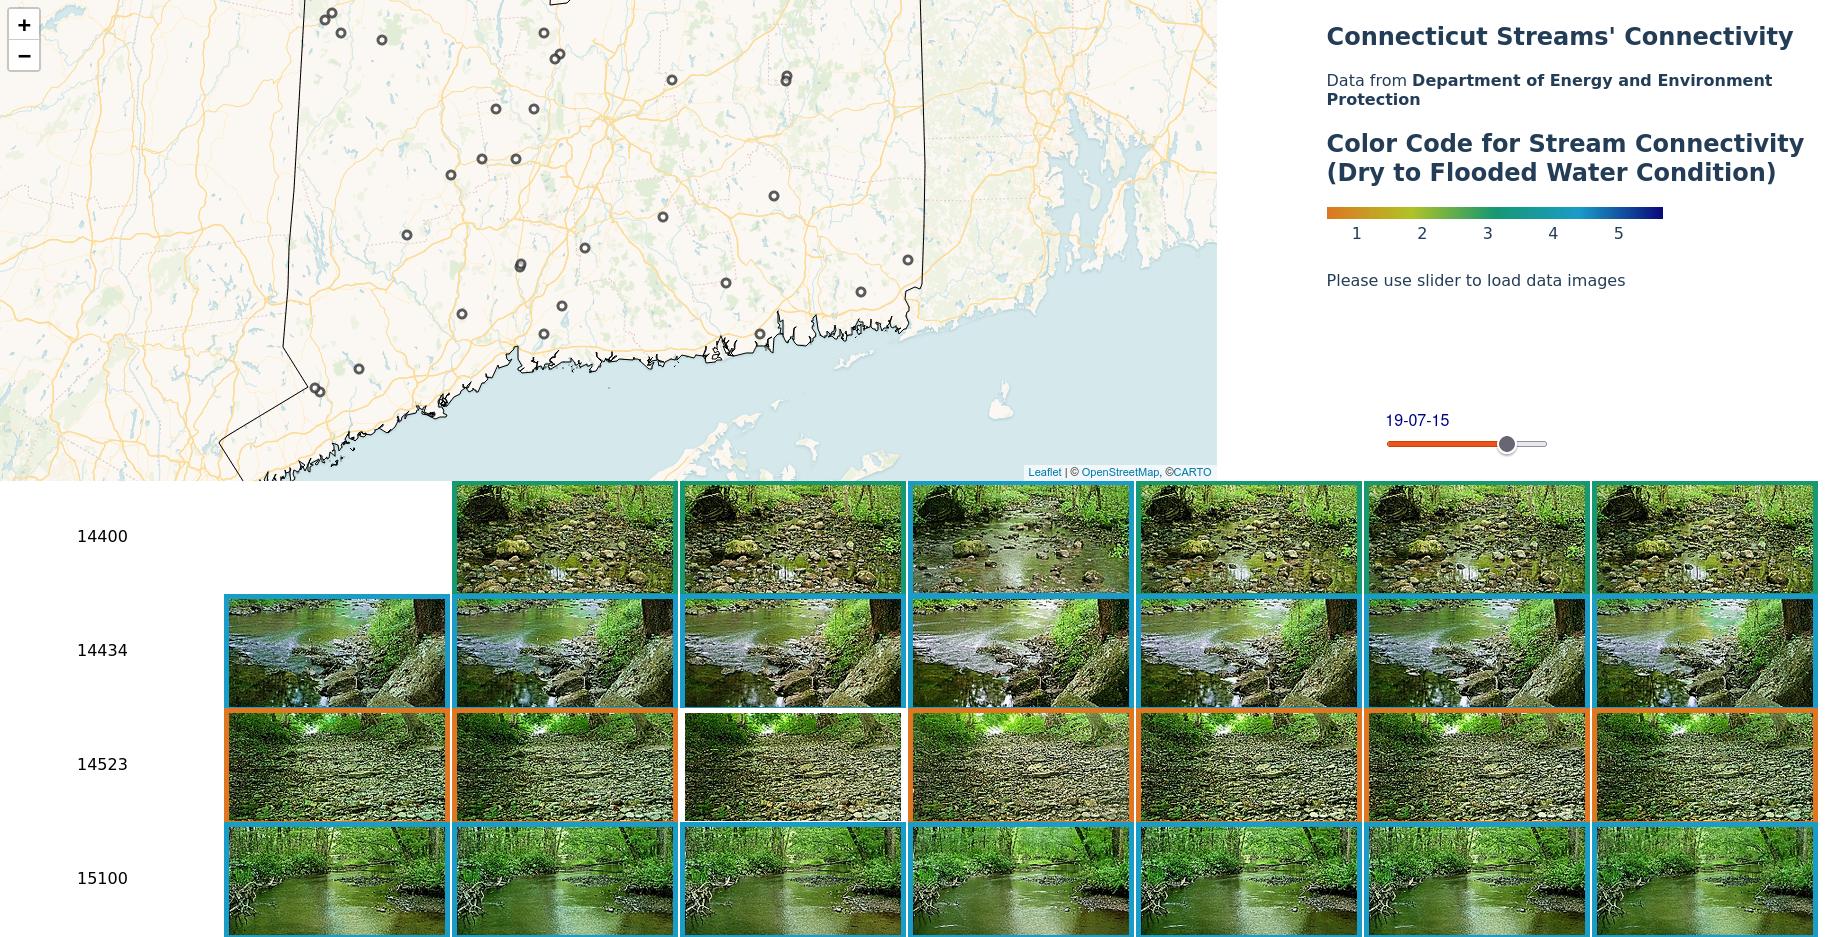 +
−
Leaflet | © OpenStreetMap, ©CARTO
Connecticut Streams' Connectivity
Data from Department of Energy and Environment
Protection
Color Code for Stream Connectivity
(Dry to Flooded Water Condition)
1 2 3 4 5
Please use slider to load data images
19-07-15
14400
14434
14523
15100